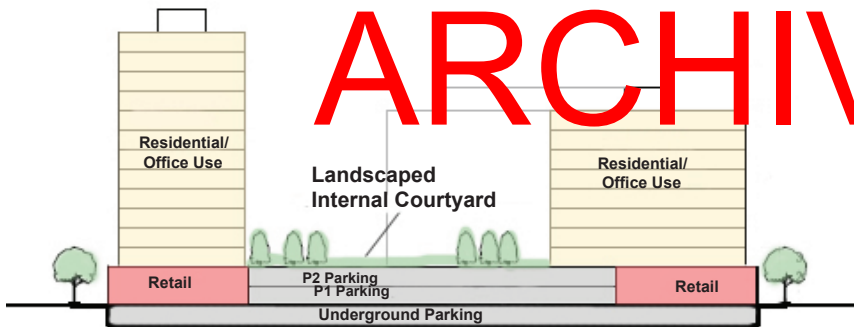 ARCHIV
Residential/
Office Use
Landscaped
Internal Courtyard
Residential/
Office Use
Retail
P2 Parking
P1 Parking
Retail
Underground Parking